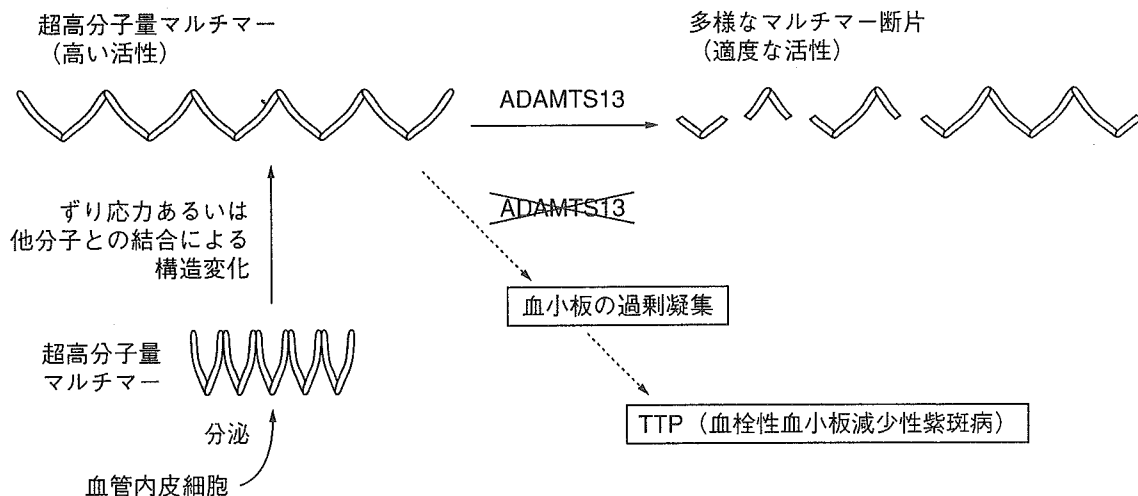 超高分子量マルチマー
（高い活性）
多様なマルチマー断片
（適度な活性）
ADAMTS13
ADAMTS13
ずり応力あるいは
他分子との結合による
構造変化
血小板の過剰凝集
超高分子量
マルチマー
TTP（血栓性血小板減少性紫斑病）
分泌
血管内皮細胞